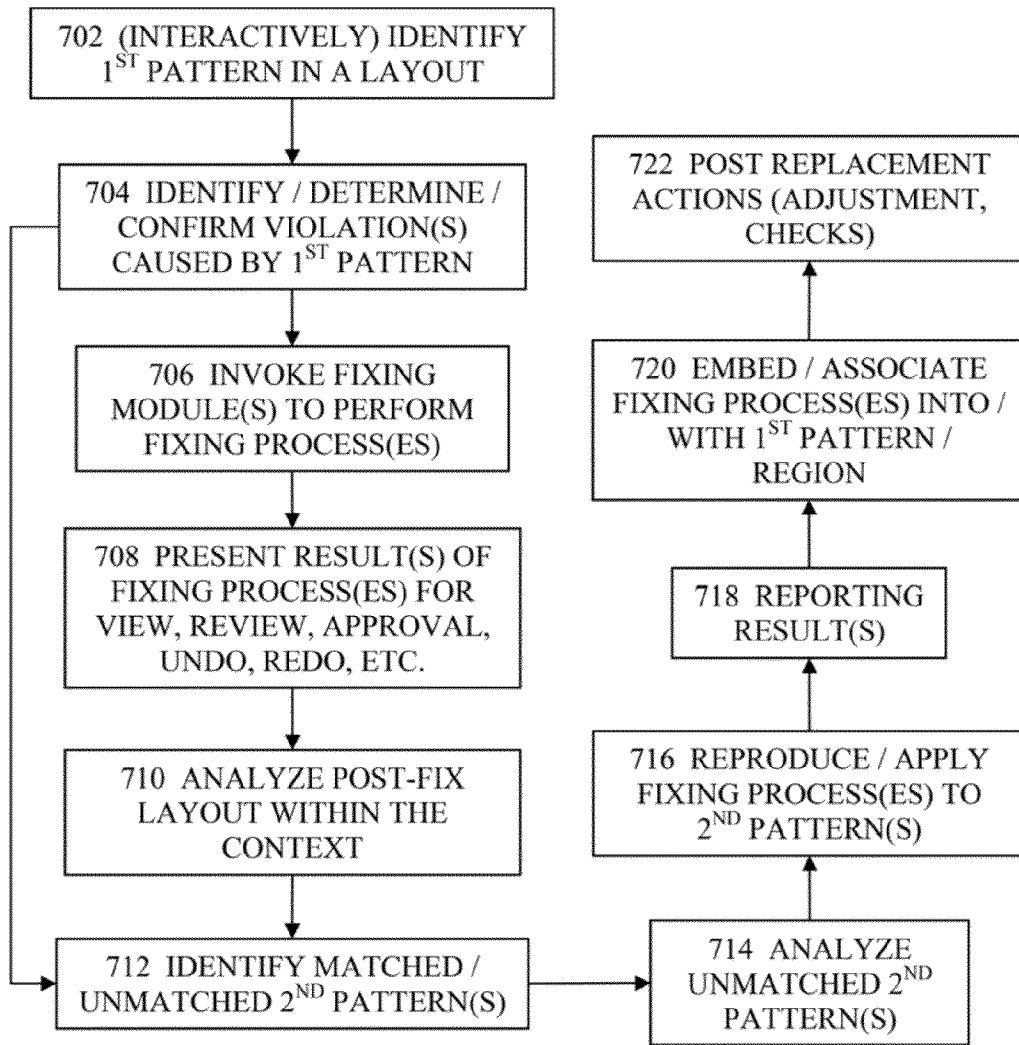 702 (INTERACTIVELY) IDENTIFY
1ST PATTERN IN A LAYOUT
704 IDENTIFY / DETERMINE /
CONFIRM VIOLATION(S)
CAUSED BY 1ST PATTERN
706 INVOKE FIXING
MODULE(S) TO PERFORM
FIXING PROCESS(ES)
708 PRESENT RESULT(S) OF
FIXING PROCESS(ES) FOR
VIEW, REVIEW, APPROVAL,
UNDO, REDO, ETC.
710 ANALYZE POST-FIX
LAYOUT WITHIN THE
CONTEXT
712 IDENTIFY MATCHED /
UNMATCHED 2ND PATTERN(S)
714 ANALYZE
UNMATCHED 2ND
PATTERN(S)
716 REPRODUCE / APPLY
FIXING PROCESS(ES) TO
2ND PATTERN(S)
718 REPORTING
RESULT(S)
720 EMBED / ASSOCIATE
FIXING PROCESS(ES) INTO /
WITH 1ST PATTERN /
REGION
722 POST REPLACEMENT
ACTIONS (ADJUSTMENT,
CHECKS)